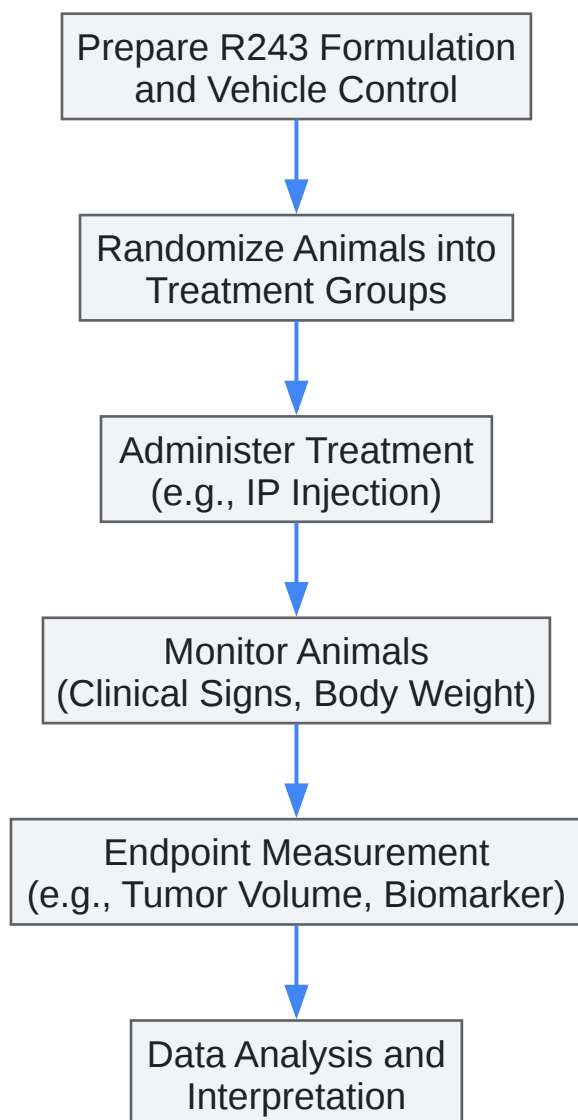 Prepare R243 Formulation
and Vehicle Control
Randomize Animals into
Treatment Groups
Administer Treatment
(e.g., IP Injection)
Monitor Animals
(Clinical Signs, Body Weight)
Endpoint Measurement
(e.g., Tumor Volume, Biomarker)
Data Analysis and
Interpretation